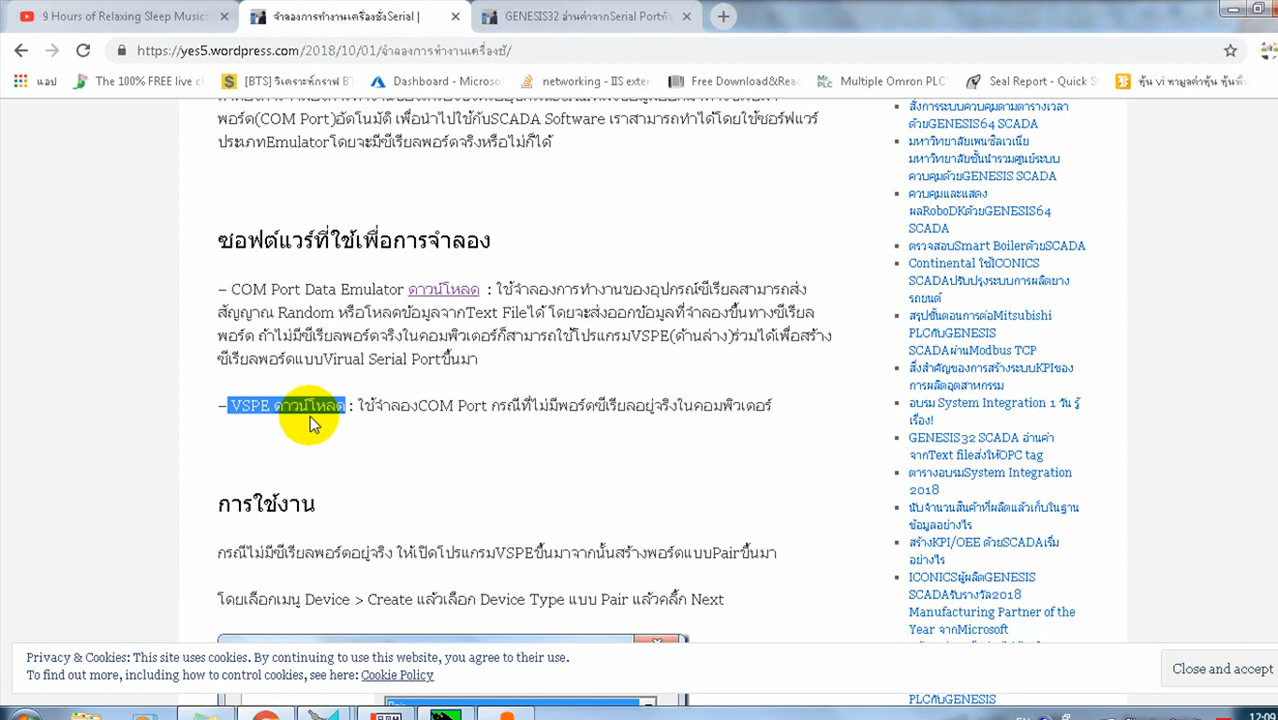 9 Hours of Relaxing Sleep Music
จำลองการทำงานเครื่องชั่งSerial |
GENESIS32 อ่านค่าจากSerial Portกับ
https://yes5.wordpress.com/2018/10/01/จำลองการทำงานเครื่องชั่/
แอป
The 100% FREE live c
[BTS] วิเคราะห์กราฟ BT
Dashboard - Microso
networking - IIS exter
Free Download&Rea
Multiple Omron PLC
Seal Report - Quick S
หุ้น vi หามูลค่าหุ้น หุ้นพื้
พอร์ต(COM Port)อัตโนมัติ เพื่อนำไปใช้กับSCADA Software เราสามารถทำได้โดยใช้ซอร์ฟแวร์
ประเภทEmulatorโดยจะมีซีเรียลพอร์ตจริงหรือไม่ก็ได้
ซอฟต์แวร์ที่ใช้เพื่อการจำลอง
– COM Port Data Emulator ดาวน์โหลด : ใช้จำลองการทำงานของอุปกรณ์ซีเรียลสามารถส่ง
สัญญาณ Random หรือโหลดข้อมูลจากText Fileได้ โดยจะส่งออกข้อมูลที่จำลองขึ้นทางซีเรียล
พอร์ต ถ้าไม่มีซีเรียลพอร์ตจริงในคอมพิวเตอร์ก็สามารถใช้โปรแกรมVSPE(ด้านล่าง)ร่วมได้เพื่อสร้าง
ซีเรียลพอร์ตแบบVirual Serial Portขึ้นมา
– VSPE ดาวน์โหลด : ใช้จำลองCOM Port กรณีที่ไม่มีพอร์ตซีเรียลอยู่จริงในคอมพิวเตอร์
การใช้งาน
กรณีไม่มีซีเรียลพอร์ตอยู่จริง ให้เปิดโปรแกรมVSPEขึ้นมาจากนั้นสร้างพอร์ตแบบPairขึ้นมา
โดยเลือกเมนู Device > Create แล้วเลือก Device Type แบบ Pair แล้วคลิ้ก Next
สั่งการระบบควบคุมตามตารางเวลา
ด้วยGENESIS64 SCADA
มหาวิทยาลัยเพนซิลเวเนีย
มหาวิทยาลัยชั้นนำรวมศูนย์ระบบ
ควบคุมด้วยGENESIS SCADA
ควบคุมและแสดง
ผลRoboDKด้วยGENESIS64
SCADA
ตรวจสอบSmart Boilerด้วยSCADA
Continental ใช้ICONICS
SCADAปรับปรุงระบบการผลิตยาง
รถยนต์
สรุปขั้นตอนการต่อMitsubishi
PLCกับGENESIS
SCADAผ่านModbus TCP
สิ่งสำคัญของการสร้างระบบKPIของ
การผลิตอุตสาหกรรม
อบรม System Integration 1 วัน รู้
เรื่อง!
GENESIS32 SCADA อ่านค่า
จากText fileส่งให้OPC tag
ตารางอบรมSystem Integration
2018
นับจำนวนสินค้าที่ผลิตแล้วเก็บในฐาน
ข้อมูลอย่างไร
สร้างKPI/OEE ด้วยSCADAเริ่ม
อย่างไร
ICONICSผู้ผลิตGENESIS
SCADAรับรางวัล2018
Manufacturing Partner of the
Year จากMicrosoft
PLCกับGENESIS
Privacy & Cookies: This site uses cookies. By continuing to use this website, you agree to their use.
To find out more, including how to control cookies, see here: Cookie Policy
Close and accept
Pair
EN
12:00